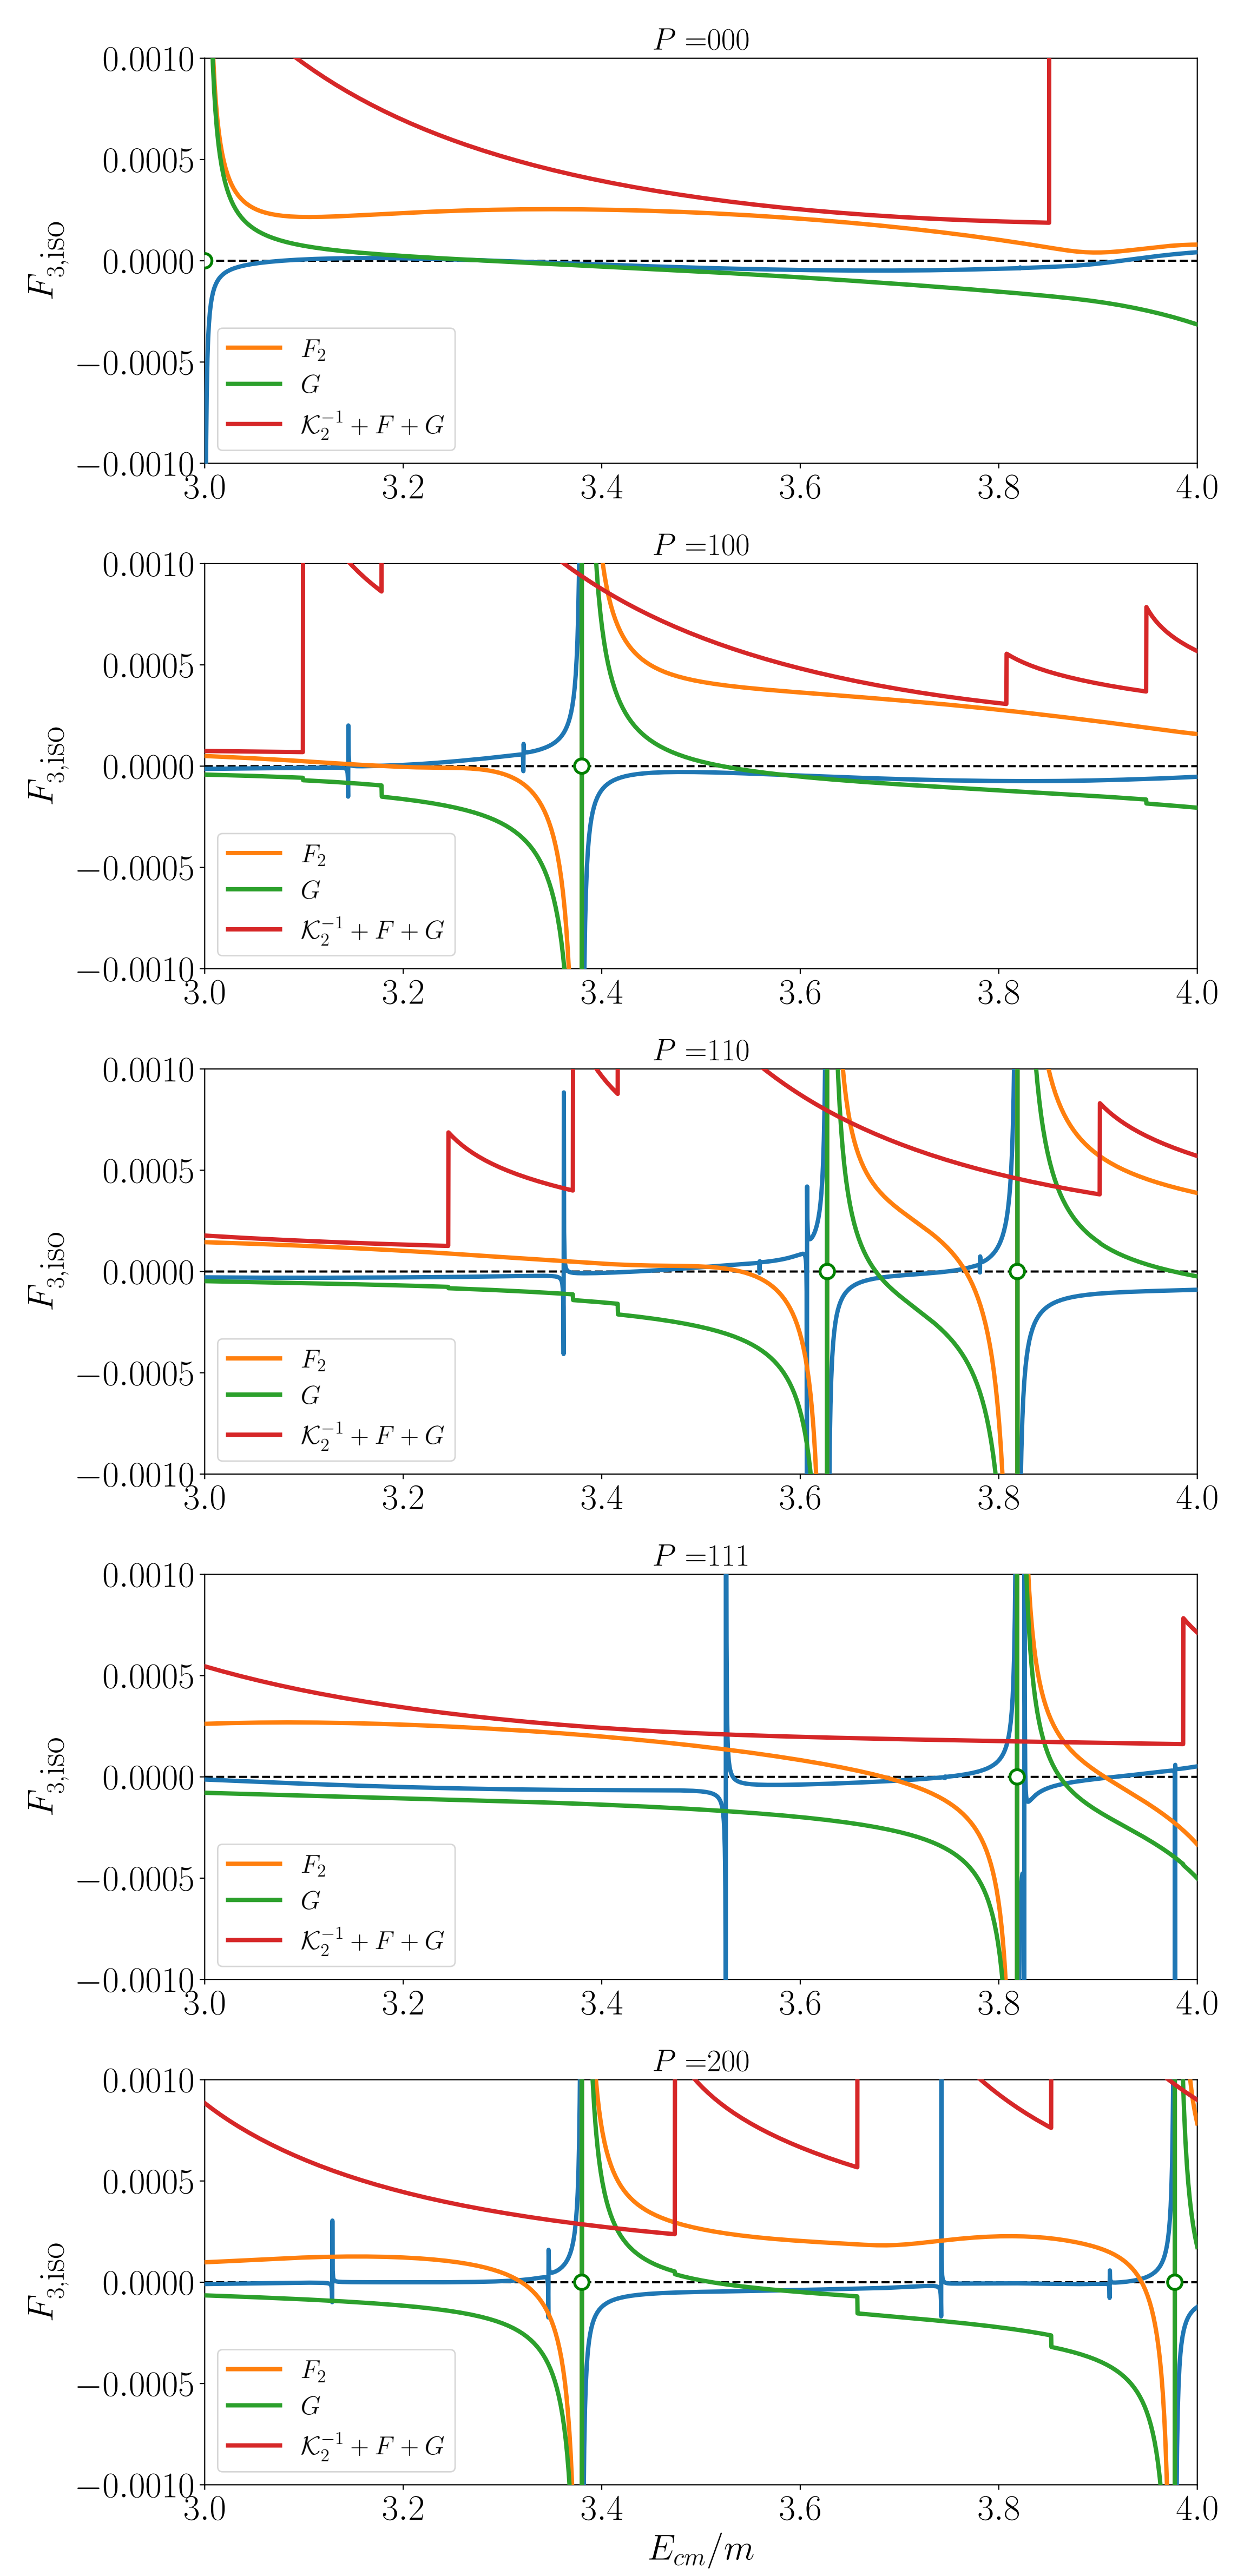 P =000
0.0010
0.0005
0.0000
−0.0005
−0.0010
F3,iso
F2
G
K2−1 + F + G
3.0 3.2 3.4 3.6 3.8 4.0
P =100
0.0010
0.0005
0.0000
−0.0005
−0.0010
F3,iso
F2
G
K2−1 + F + G
3.0 3.2 3.4 3.6 3.8 4.0
P =110
0.0010
0.0005
0.0000
−0.0005
−0.0010
F3,iso
F2
G
K2−1 + F + G
3.0 3.2 3.4 3.6 3.8 4.0
P =111
0.0010
0.0005
0.0000
−0.0005
−0.0010
F3,iso
F2
G
K2−1 + F + G
3.0 3.2 3.4 3.6 3.8 4.0
P =200
0.0010
0.0005
0.0000
−0.0005
−0.0010
F3,iso
F2
G
K2−1 + F + G
3.0 3.2 3.4 3.6 3.8 4.0
Ecm/m